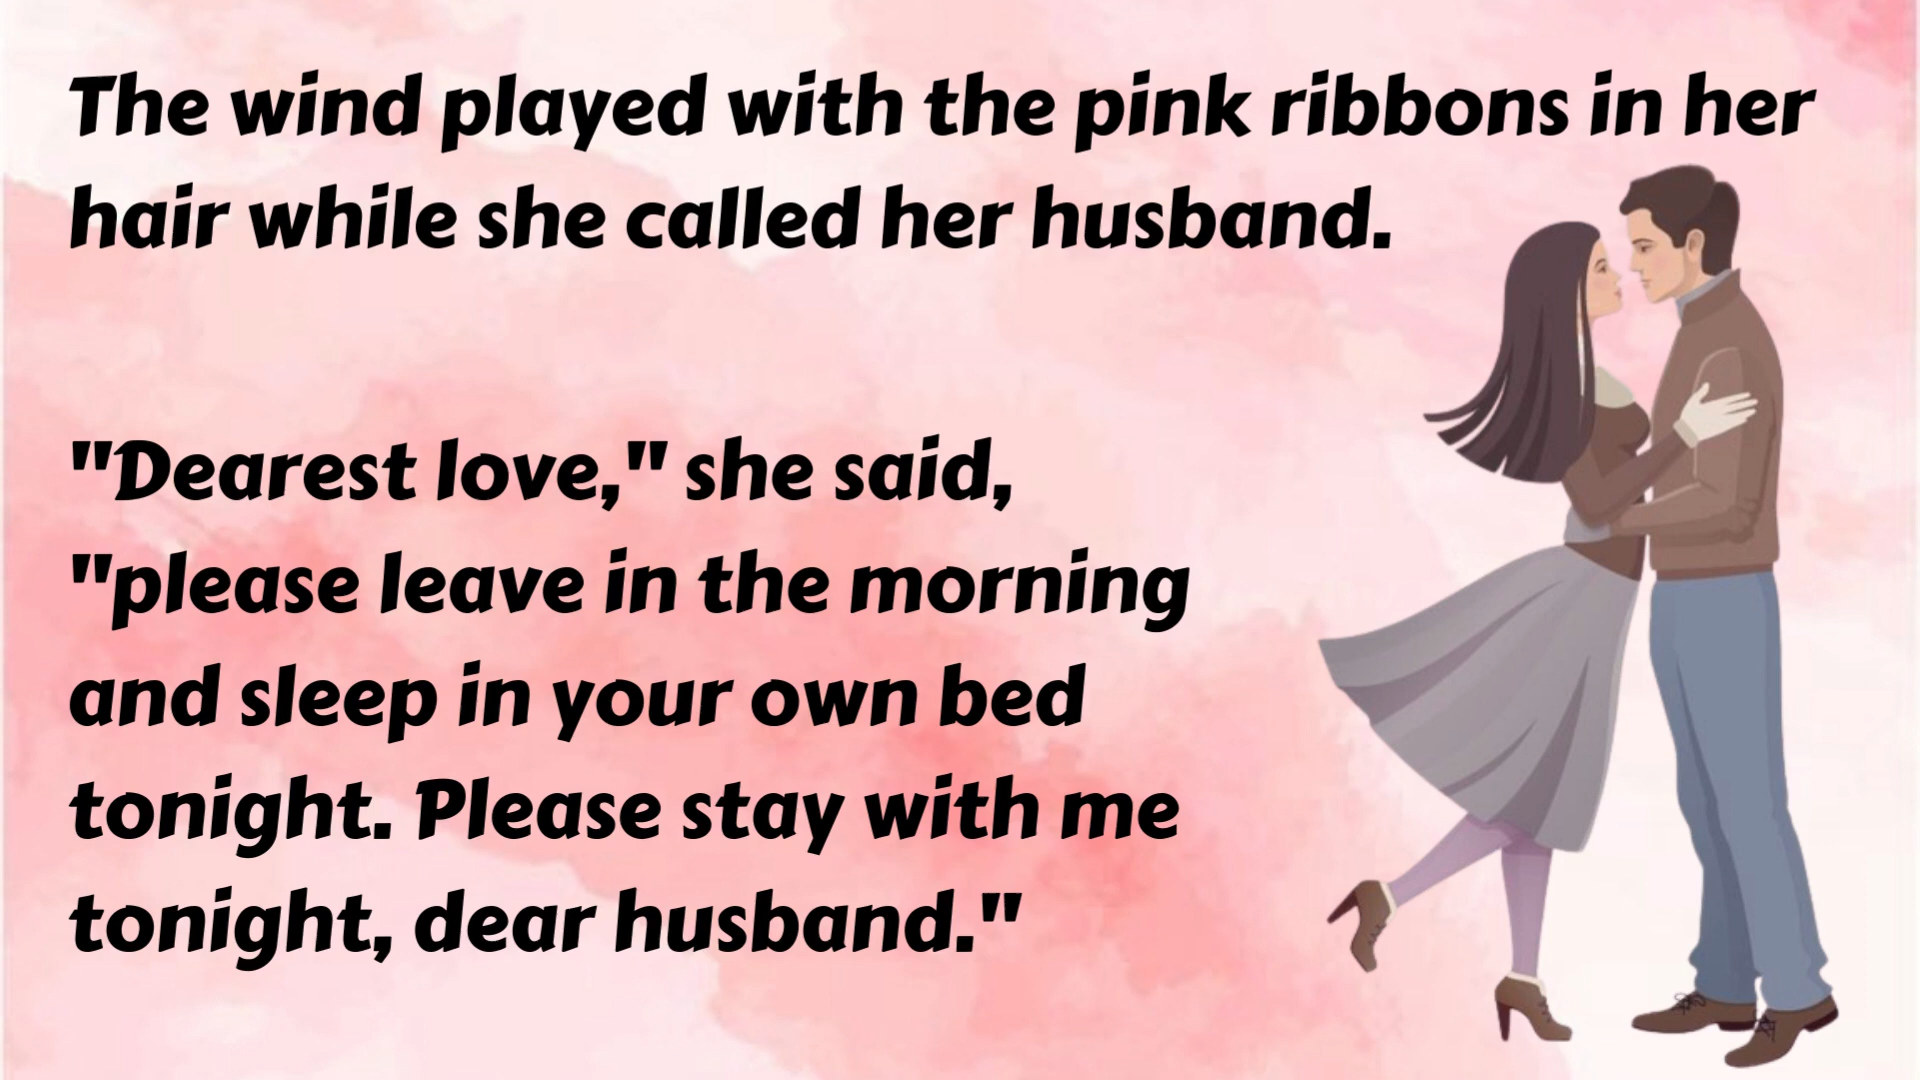 The wind played with the pink ribbons in her
hair while she called her husband.
"Dearest love," she said,
"please leave in the morning
and sleep in your own bed
tonight. Please stay with me
tonight, dear husband."